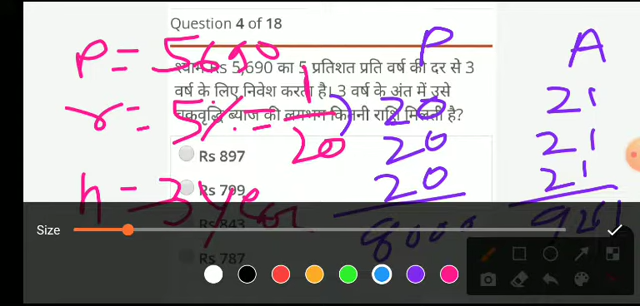 Question 4 of 18
P = 5690
P
A
श्याम Rs 5,690 का 5 प्रतिशत प्रति वर्ष की दर से 3
वर्ष के लिए निवेश करता है। 3 वर्ष के अंत में उसे
चक्रवृद्धि ब्याज की लगभग कितनी राशि मिलती है?
r = 5% = 1/20
20 21
20 21
20 21
8000 9261
n = 3 year
Rs 897
Rs 799
Rs 843
Rs 787
Size